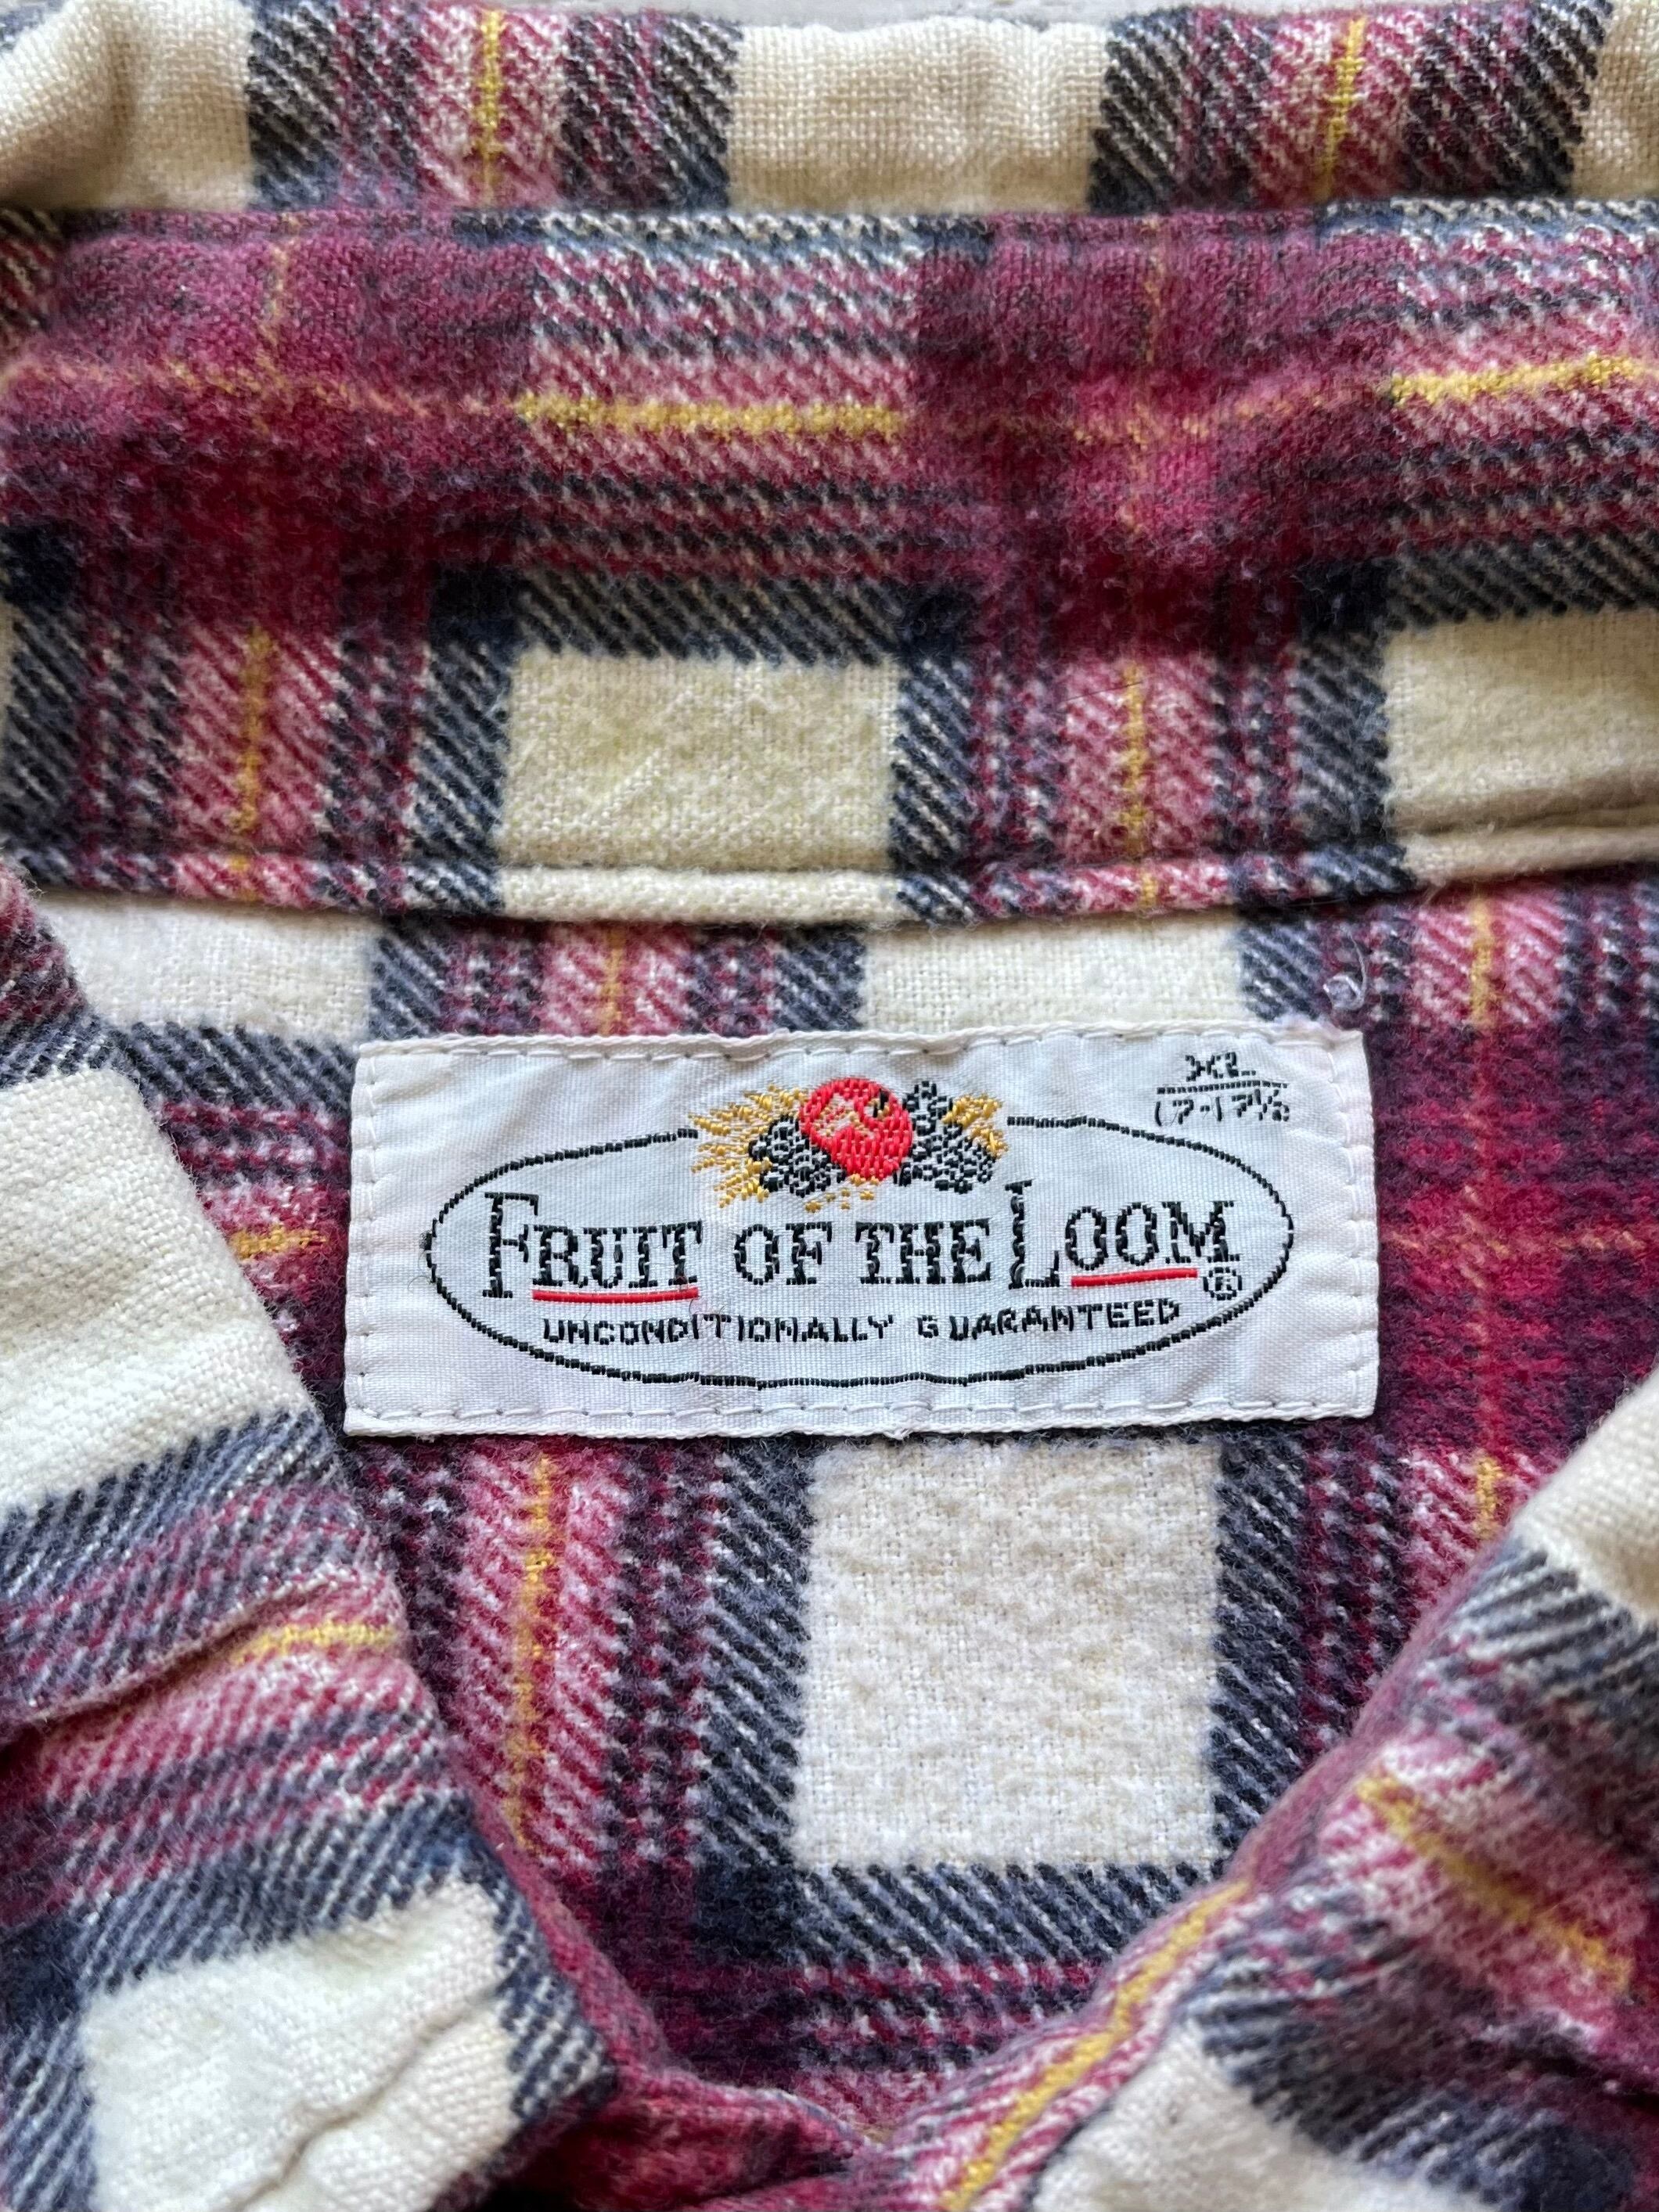 XL
17-17½
FRUIT OF THE LOOM®
UNCONDITIONALLY GUARANTEED